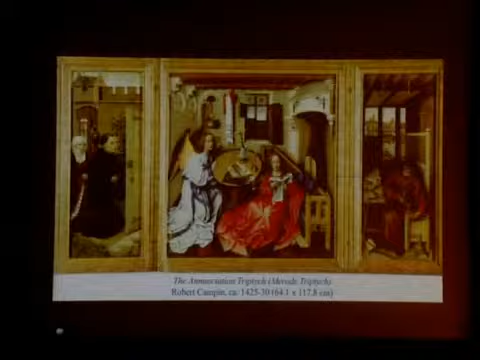 The Annunciation Triptych (Merode Triptych)
Robert Campin, ca. 1425-30 (64.1 x 117.8 cm)